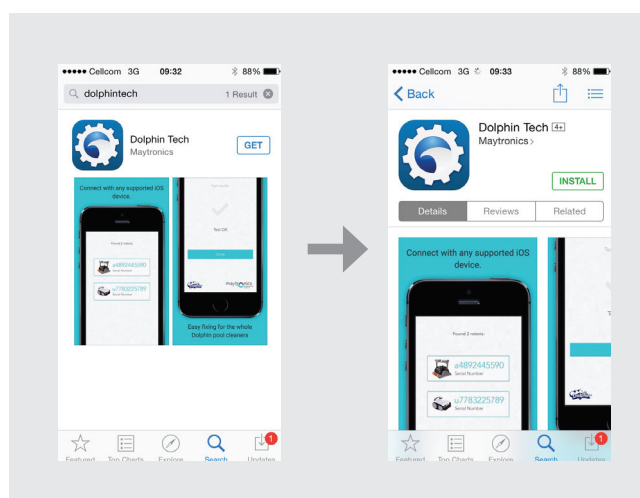 Cellcom 3G 09:32 88%
dolphintech 1 Result
Dolphin Tech
Maytronics
GET
Connect with any supported iOS
device.
Found 2 robots:
a4892445590
Serial Number
u7783225789
Serial Number
Test OK
maytronics
Easy fixing for the whole
Dolphin pool cleaners
Featured Top Charts Explore Search Updates
1
Cellcom 3G 09:33 88%
Back
Dolphin Tech 4+
Maytronics >
INSTALL
Details Reviews Related
Connect with any supported iOS
device.
Found 2 robots:
a4892445590
Serial Number
u7783225789
Serial Number
Featured Top Charts Explore Search Updates
1